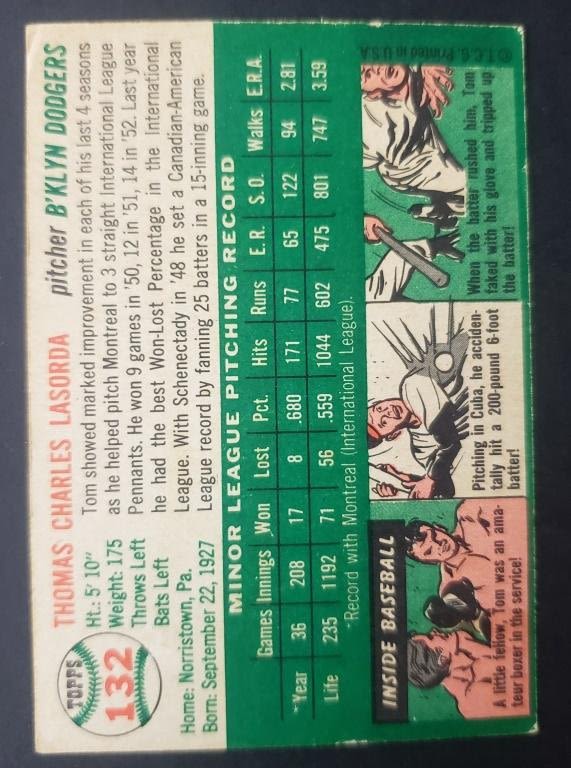 TOPPS
132
THOMAS CHARLES LASORDA pitcher B'KLYN DODGERS
Ht.: 5' 10"
Weight: 175
Throws Left
Bats Left
Home: Norristown, Pa.
Born: September 22, 1927
Tom showed marked improvement in each of his last 4 seasons
as he helped pitch Montreal to 3 straight International League
Pennants. He won 9 games in '50, 12 in '51, 14 in '52. Last year
he had the best Won-Lost Percentage in the International
League. With Schenectady in '48 he set a Canadian-American
League record by fanning 25 batters in a 15-inning game.
MINOR LEAGUE PITCHING RECORD
Games Innings Won Lost Pct. Hits Runs E.R. S.O. Walks E.R.A.
*Year 36 208 17 8 .680 171 77 65 122 94 2.81
Life 235 1192 71 56 .559 1044 602 475 801 747 3.59
*Record with Montreal (International League).
INSIDE BASEBALL
A little fellow, Tom was an ama-
teur boxer in the service!
Pitching in Cuba, he acciden-
tally hit a 200-pound 6-foot
batter!
When the batter rushed him, Tom
faked with his glove and tripped up
the batter!
© T.C.G. Printed in U.S.A.